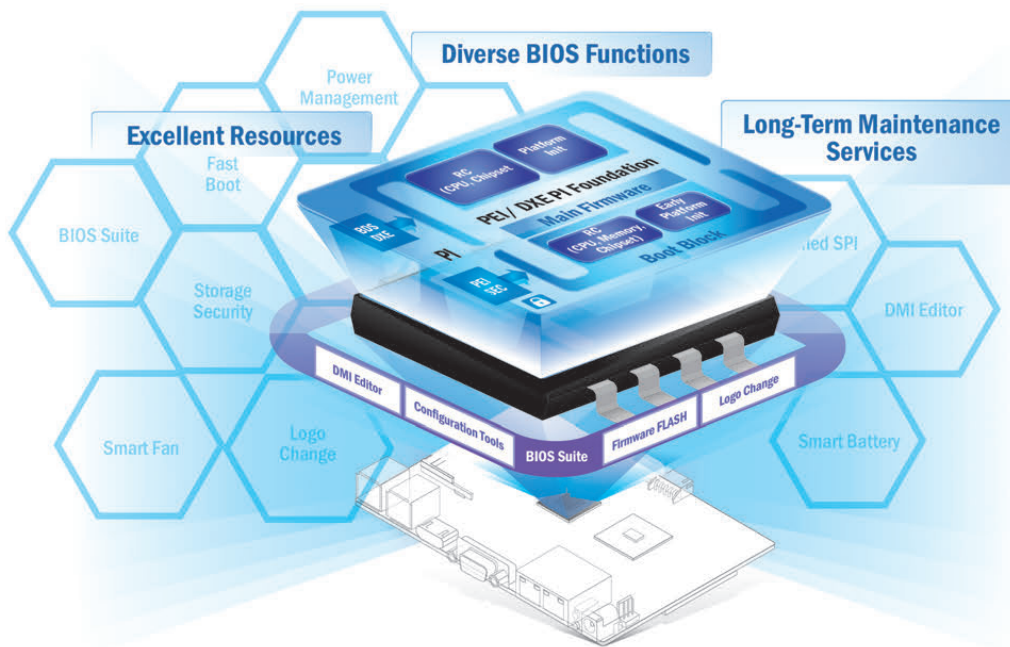 Diverse BIOS Functions
Power
Management
Excellent Resources
Long-Term Maintenance
Services
Fast
Boot
BIOS Suite
Storage
Security
Smart Fan
Logo
Change
RC
(CPU, Chipset
Platform
Init
PEI/ DXE-PI Foundation
Main Firmware
BDS
DXE
PI
RC
(CPU, Memory,
Chipset)
Early
Platform
Init.
Boot Block
PEI
SEC
SPI
DMI Editor
Smart Battery
DMI Editor
Configuration Tools
BIOS Suite
Firmware FLASH
Logo Change